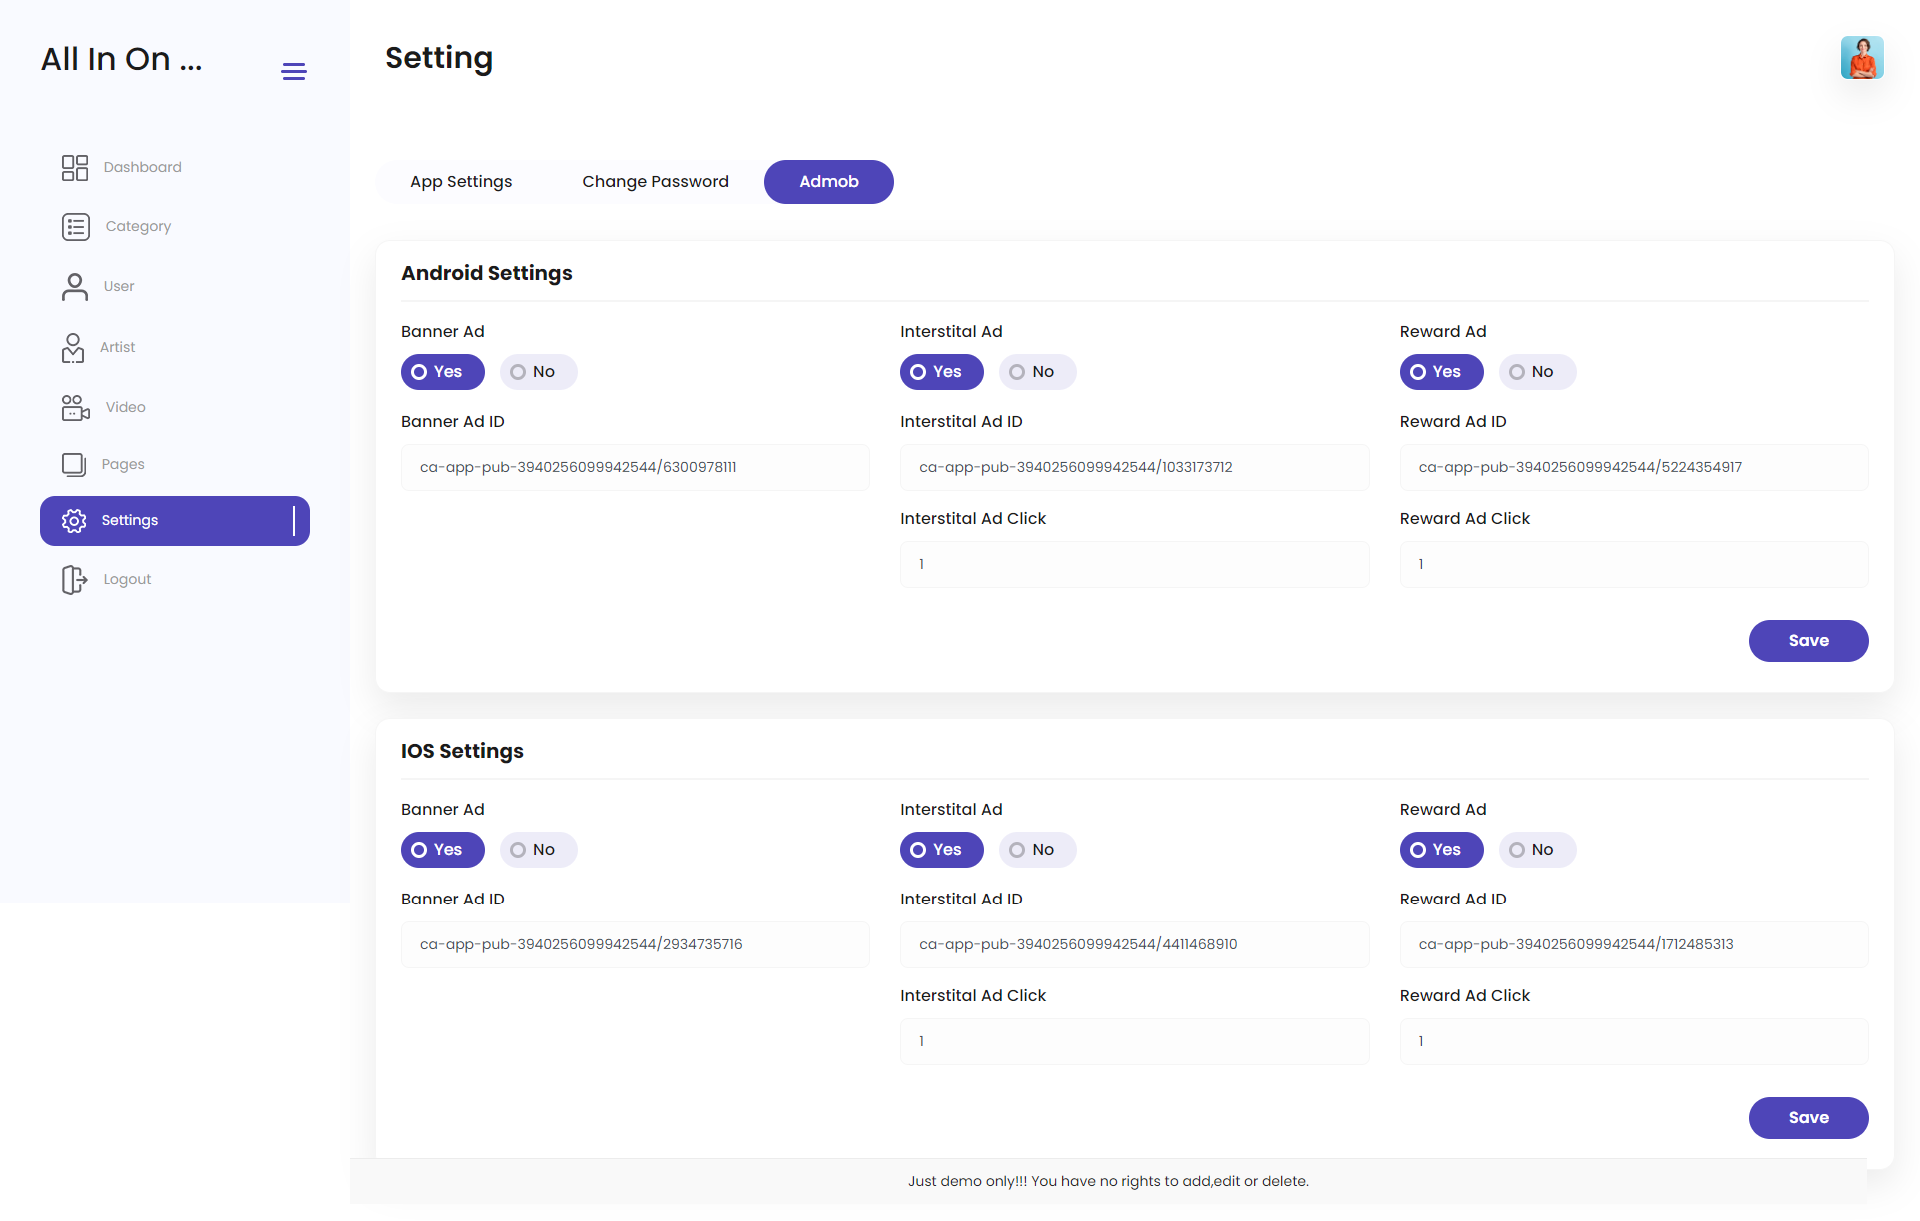 All In On ...
Setting
Dashboard
Category
User
Artist
Video
Pages
Settings
Logout
App Settings Change Password Admob
Android Settings
Banner Ad Interstital Ad Reward Ad
Yes No Yes No Yes No
Banner Ad ID Interstital Ad ID Reward Ad ID
ca-app-pub-3940256099942544/6300978111 ca-app-pub-3940256099942544/1033173712 ca-app-pub-3940256099942544/5224354917
Interstital Ad Click Reward Ad Click
1 1
Save
IOS Settings
Banner Ad Interstital Ad Reward Ad
Yes No Yes No Yes No
Banner Ad ID Interstital Ad ID Reward Ad ID
ca-app-pub-3940256099942544/2934735716 ca-app-pub-3940256099942544/4411468910 ca-app-pub-3940256099942544/1712485313
Interstital Ad Click Reward Ad Click
1 1
Save
Just demo only!!! You have no rights to add,edit or delete.